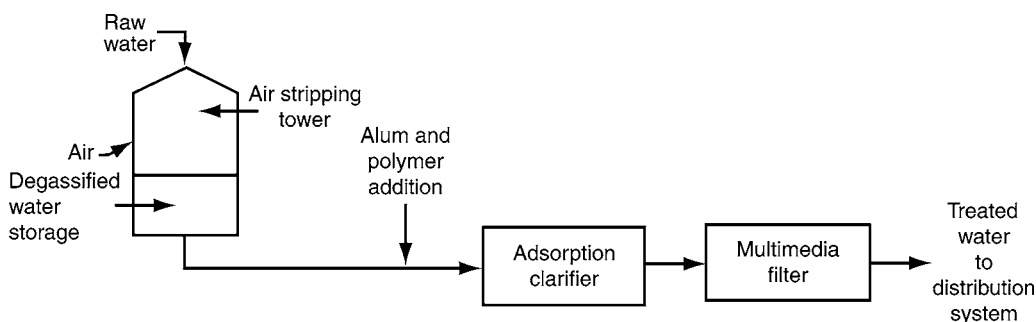 Raw
water
Air stripping
tower
Air
Degassified
water
storage
Alum and
polymer
addition
Adsorption
clarifier
Multimedia
filter
Treated
water
to
distribution
system